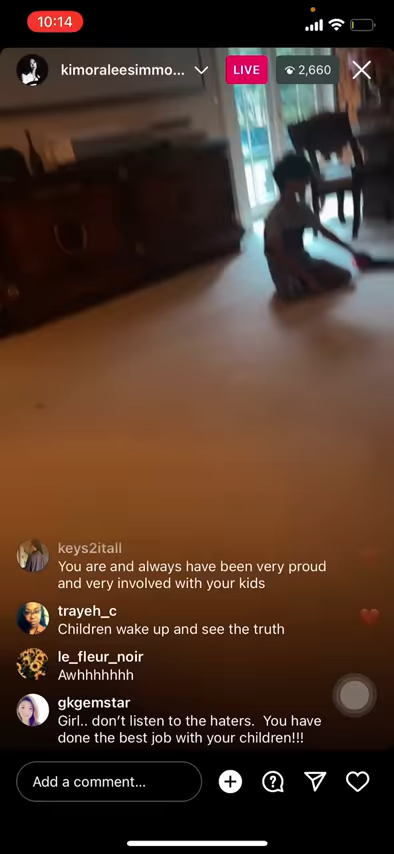 10:14
kimoraleesimmo...
LIVE
2,660
keys2itall
You are and always have been very proud
and very involved with your kids
trayeh_c
Children wake up and see the truth
le_fleur_noir
Awhhhhhhh
gkgemstar
Girl.. don’t listen to the haters. You have
done the best job with your children!!!
Add a comment...